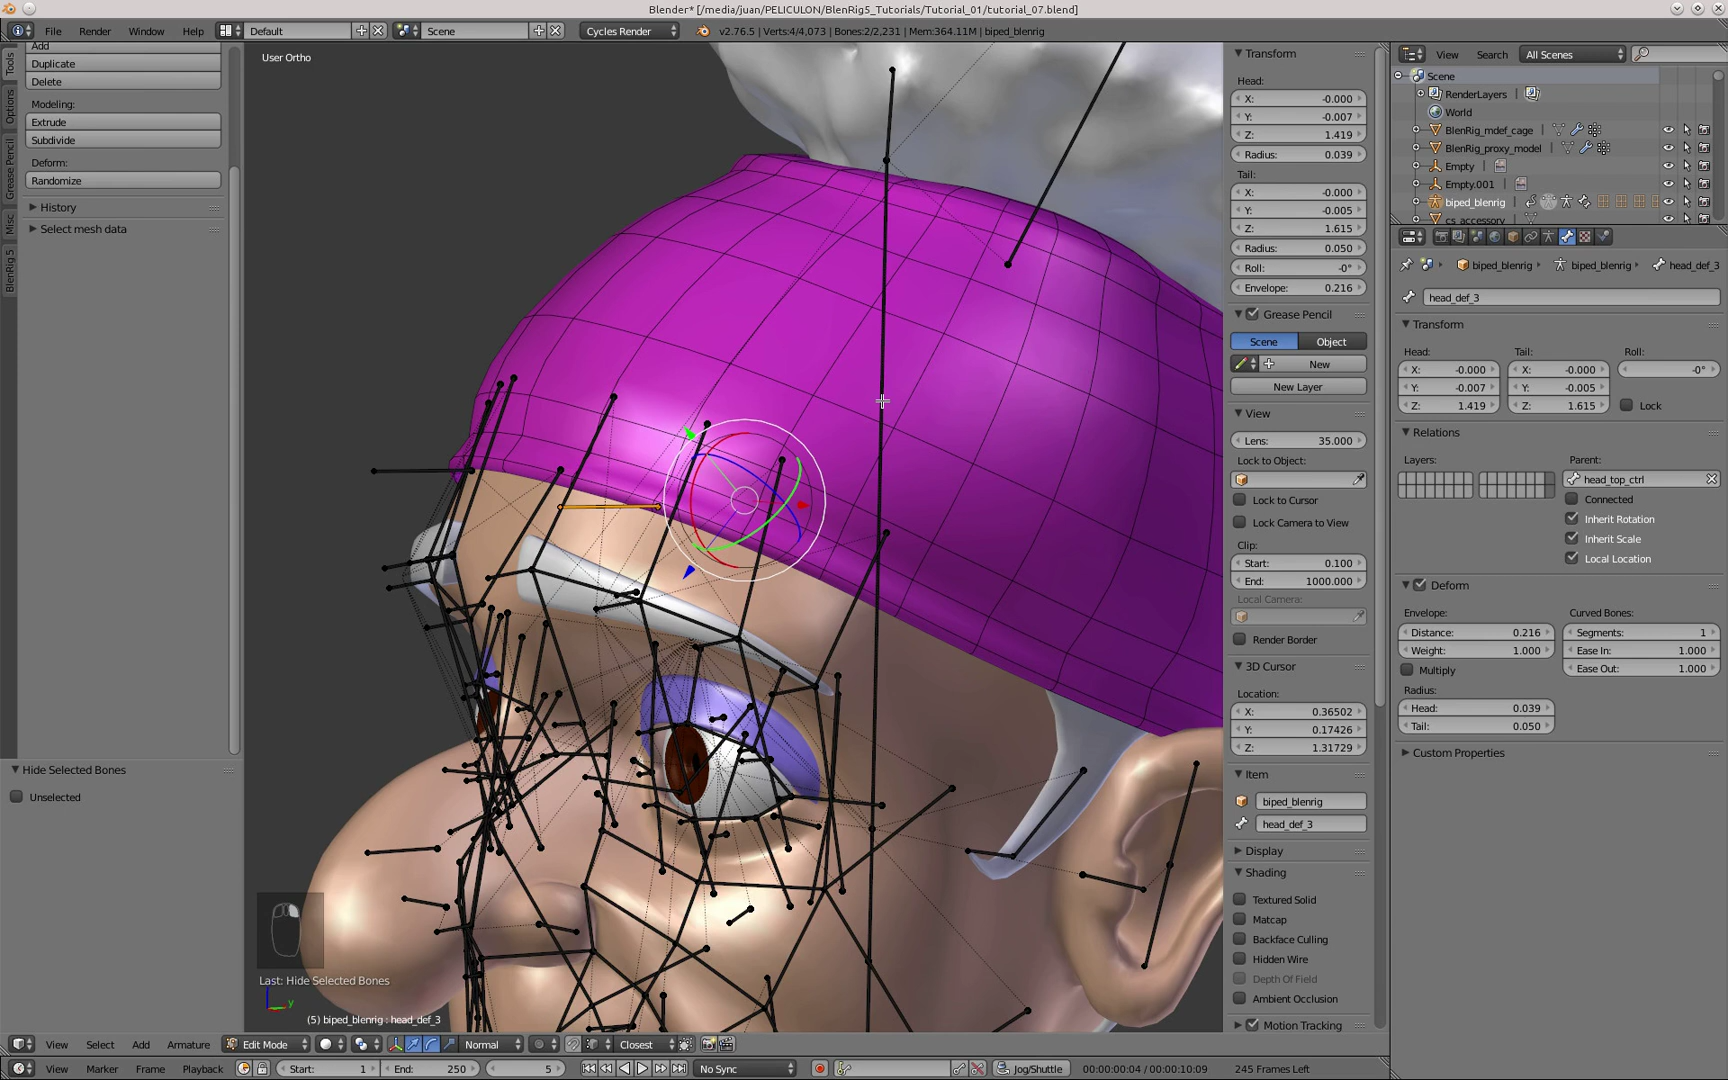 Blender* [/media/juan/PELICULON/BlenRig5_Tutorials/Tutorial_01/tutorial_07.blend]
File Render Window Help Default Scene Cycles Render v2.76.5 | Verts:4/4,073 | Bones:2/2,231 | Mem:364.11M | biped_blenrig
Tools
Options
Grease Pencil
Misc
BlenRig 5
Add
Duplicate
Delete
Modeling:
Extrude
Subdivide
Deform:
Randomize
History
Select mesh data
Hide Selected Bones
Unselected
User Ortho
Last: Hide Selected Bones
y
(5) biped_blenrig : head_def_3
Transform
Head:
X: -0.000
Y: -0.007
Z: 1.419
Radius: 0.039
Tail:
X: -0.000
Y: -0.005
Z: 1.615
Radius: 0.050
Roll: -0°
Envelope: 0.216
Grease Pencil
Scene Object
New
New Layer
View
Lens: 35.000
Lock to Object:
Lock to Cursor
Lock Camera to View
Clip:
Start: 0.100
End: 1000.000
Local Camera:
Render Border
3D Cursor
Location:
X: 0.36502
Y: 0.17426
Z: 1.31729
Item
biped_blenrig
head_def_3
Display
Shading
Textured Solid
Matcap
Backface Culling
Hidden Wire
Depth Of Field
Ambient Occlusion
Motion Tracking
View Search All Scenes
Scene
RenderLayers
World
BlenRig_mdef_cage
BlenRig_proxy_model
Empty
Empty.001
biped_blenrig
cs_accessory
biped_blenrig biped_blenrig head_def_3
head_def_3
Transform
Head: Tail: Roll:
X: -0.000 X: -0.000 -0°
Y: -0.007 Y: -0.005
Z: 1.419 Z: 1.615 Lock
Relations
Layers: Parent:
head_top_ctrl
Connected
Inherit Rotation
Inherit Scale
Local Location
Deform
Envelope: Curved Bones:
Distance: 0.216 Segments: 1
Weight: 1.000 Ease In: 1.000
Multiply Ease Out: 1.000
Radius:
Head: 0.039
Tail: 0.050
Custom Properties
View Select Add Armature Edit Mode Normal Closest
View Marker Frame Playback Start: 1 End: 250 5 No Sync Jog/Shuttle 00:00:00:04 / 00:00:10:09 245 Frames Left